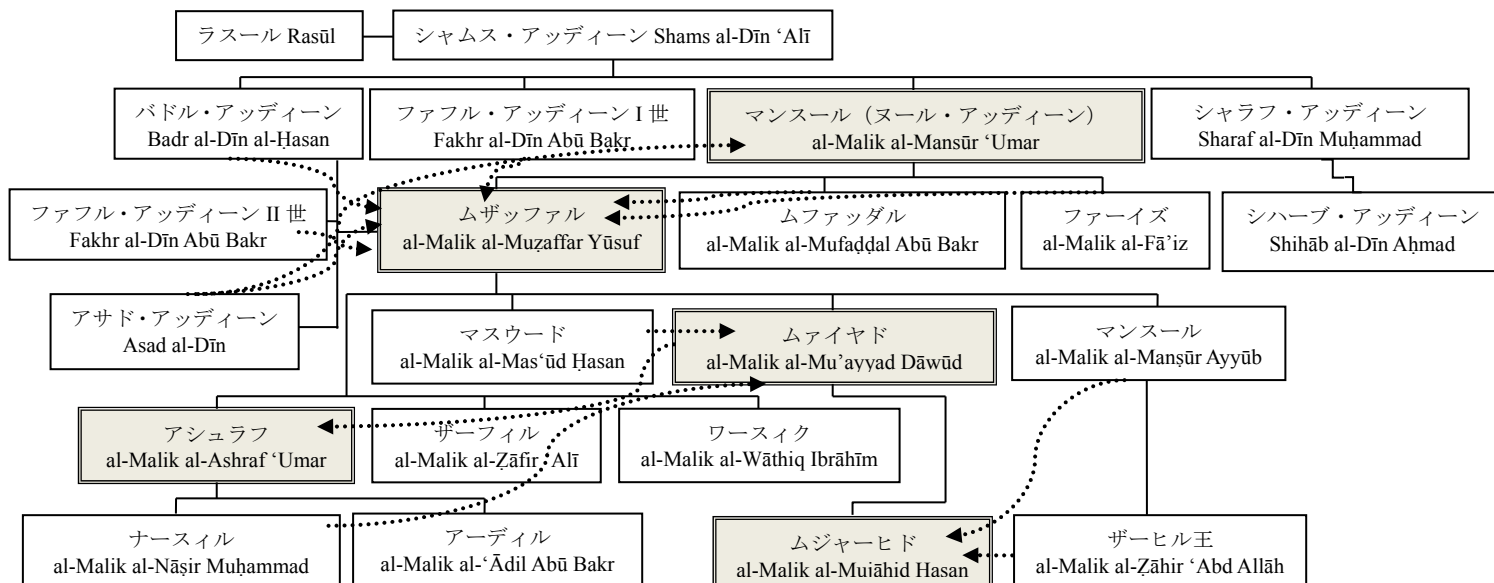 ラスール Rasūl
シャムス・アッディーン Shams al-Dīn ‘Alī
バドル・アッディーン
Badr al-Dīn al-Ḥasan
ファフル・アッディーン I 世
Fakhr al-Dīn Abū Bakr
マンスール（ヌール・アッディーン）
al-Malik al-Mansūr ‘Umar
シャラフ・アッディーン
Sharaf al-Dīn Muḥammad
ファフル・アッディーン II 世
Fakhr al-Dīn Abū Bakr
ムザッファル
al-Malik al-Muẓaffar Yūsuf
ムファッダル
al-Malik al-Mufaḍḍal Abū Bakr
ファーイズ
al-Malik al-Fā’iz
シハーブ・アッディーン
Shihāb al-Dīn Aḥmad
アサド・アッディーン
Asad al-Dīn
マスウード
al-Malik al-Mas‘ūd Ḥasan
ムァイヤド
al-Malik al-Mu’ayyad Dāwūd
マンスール
al-Malik al-Manṣūr Ayyūb
アシュラフ
al-Malik al-Ashraf ‘Umar
ザーフィル
al-Malik al-Ẓāfir ‘Alī
ワースィク
al-Malik al-Wāthiq Ibrāhīm
ナースィル
al-Malik al-Nāṣir Muḥammad
アーディル
al-Malik al-‘Ādil Abū Bakr
ムジャーヒド
al-Malik al-Muiāhid Hasan
ザーヒル王
al-Malik al-Ẓāhir ‘Abd Allāh